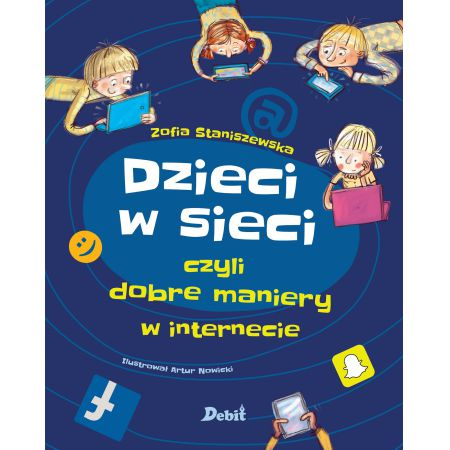 @
Zofia Staniszewska
Dzieci
w sieci
czyli
dobre maniery
w internecie
Ilustrował Artur Nowicki
f
Debit